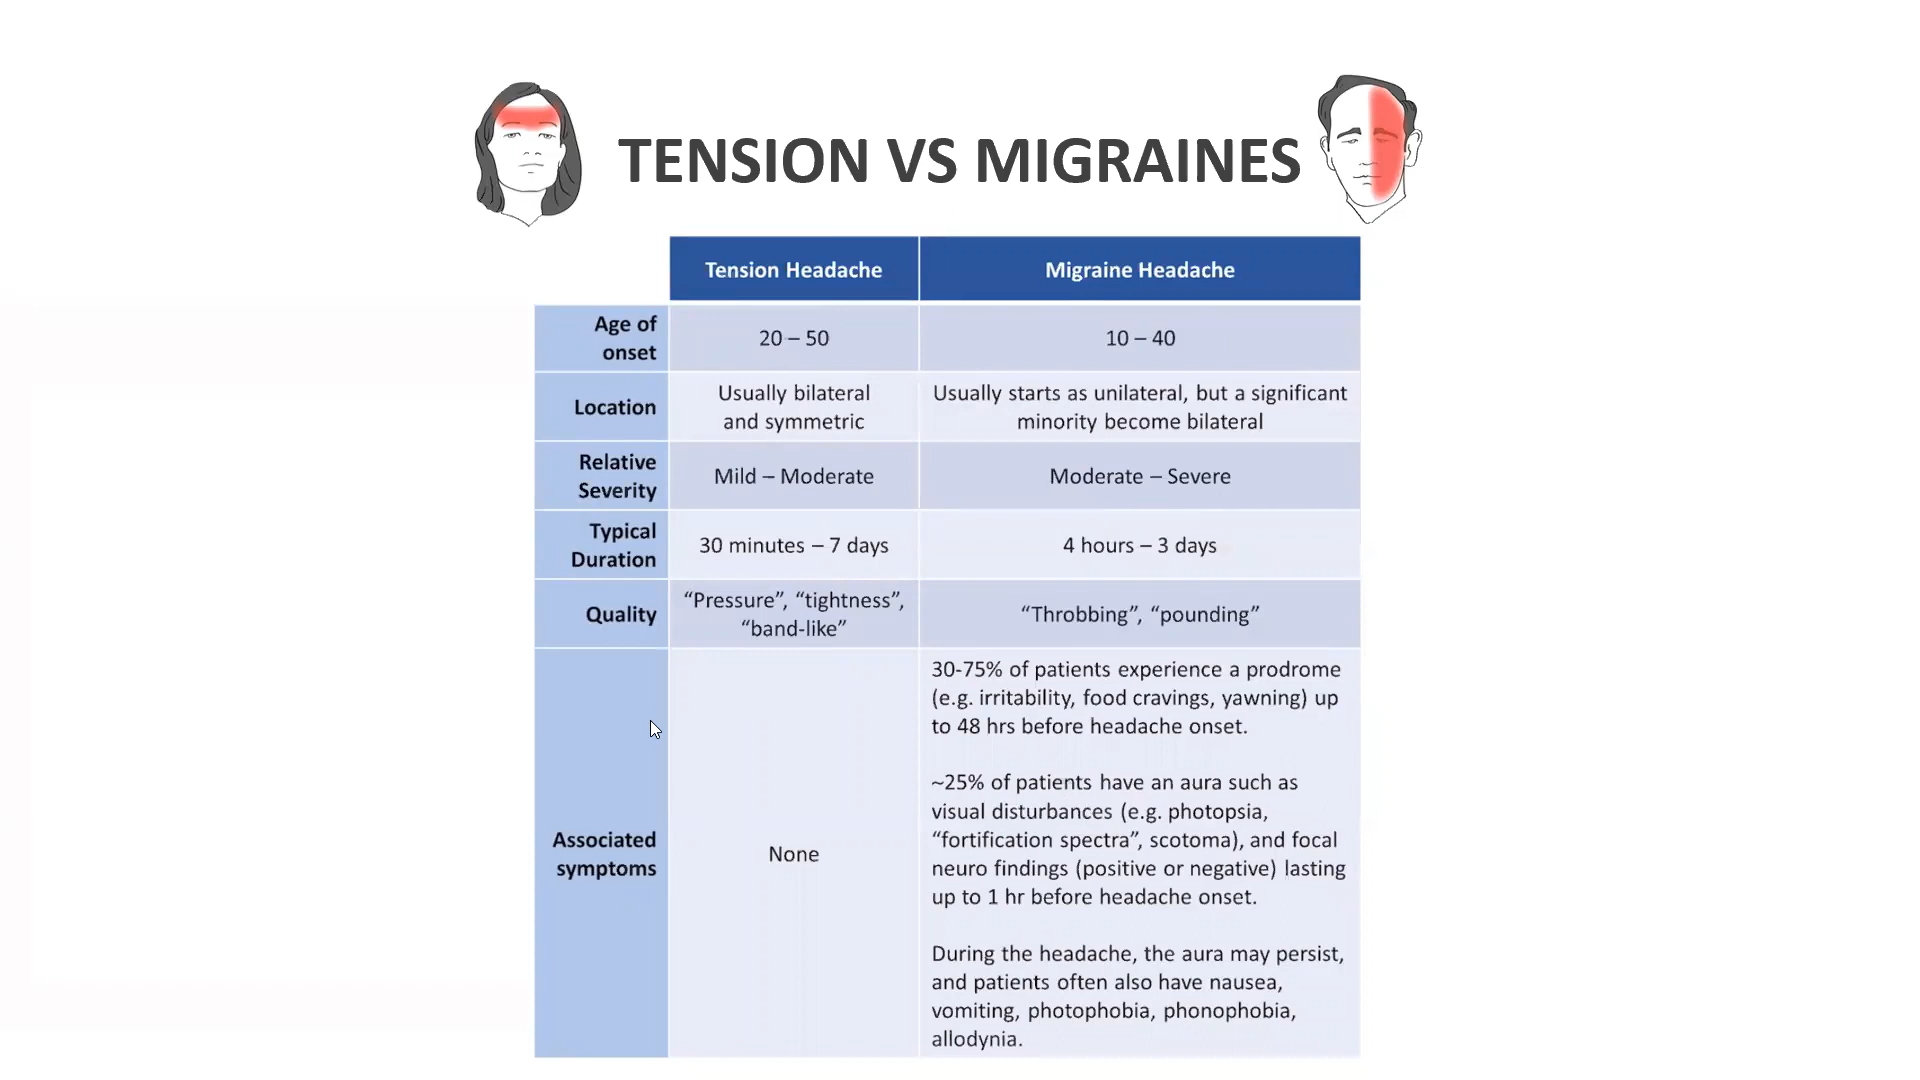 TENSION VS MIGRAINES
Tension Headache
Migraine Headache
Age of
onset
20 – 50
10 – 40
Location
Usually bilateral
and symmetric
Usually starts as unilateral, but a significant
minority become bilateral
Relative
Severity
Mild – Moderate
Moderate – Severe
Typical
Duration
30 minutes – 7 days
4 hours – 3 days
Quality
“Pressure”, “tightness”,
“band-like”
“Throbbing”, “pounding”
Associated
symptoms
None
30-75% of patients experience a prodrome
(e.g. irritability, food cravings, yawning) up
to 48 hrs before headache onset.
~25% of patients have an aura such as
visual disturbances (e.g. photopsia,
“fortification spectra”, scotoma), and focal
neuro findings (positive or negative) lasting
up to 1 hr before headache onset.
During the headache, the aura may persist,
and patients often also have nausea,
vomiting, photophobia, phonophobia,
allodynia.